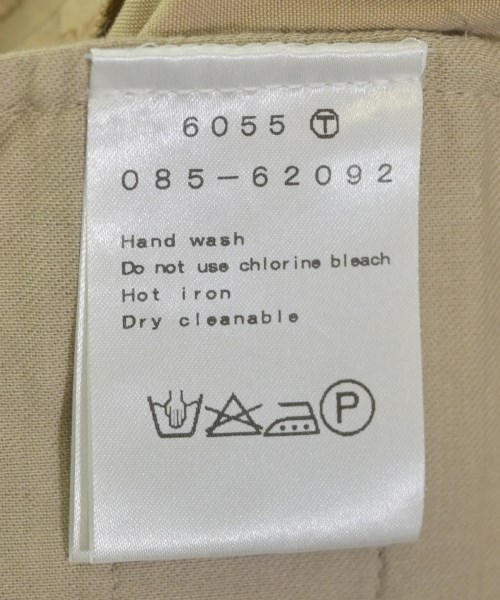 6055 Ⓣ
085-62092
Hand wash
Do not use chlorine bleach
Hot iron
Dry cleanable
P